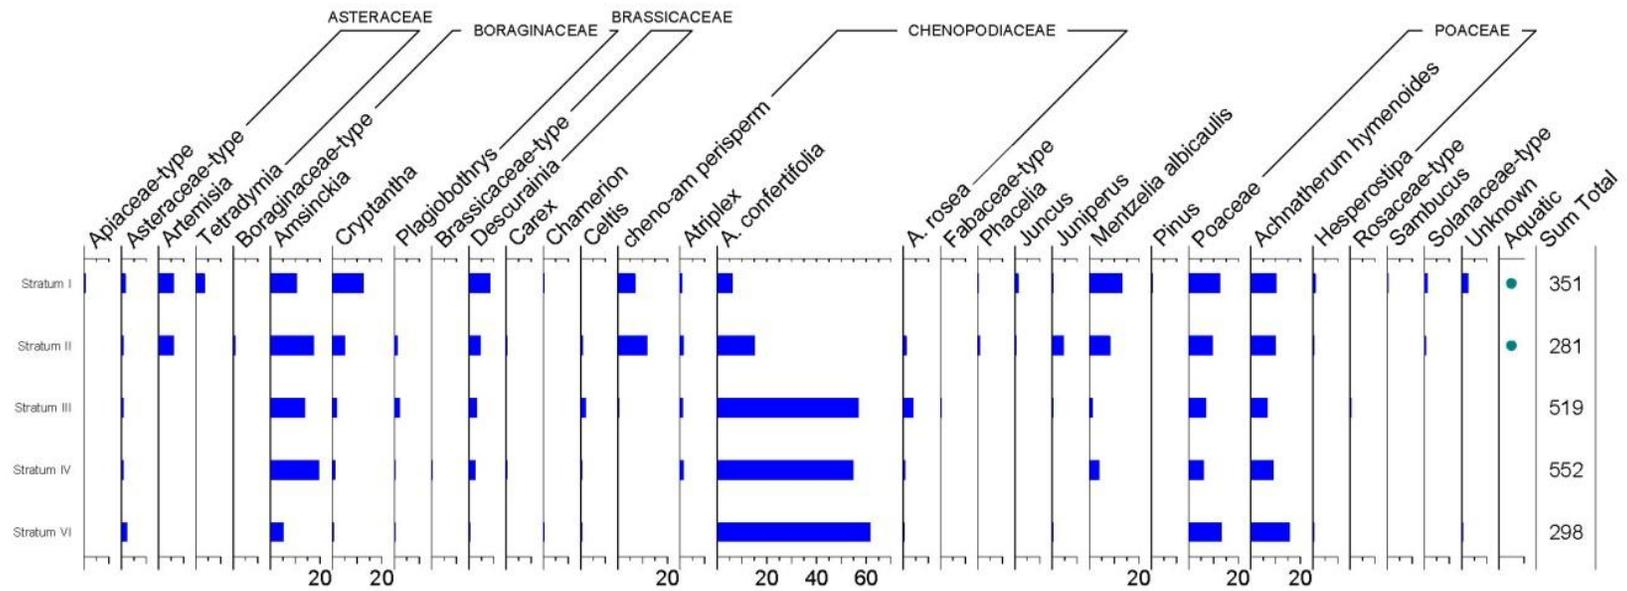 ASTERACEAE
BORAGINACEAE
BRASSICACEAE
CHENOPODIACEAE
POACEAE
Apiaceae-type
Asteraceae-type
Artemisia
Tetradymia
Boraginaceae-type
Amsinckia
Cryptantha
Plagiobothrys
Brassicaceae-type
Descurainia
Carex
Chamerion
Celtis
cheno-am perisperm
Atriplex
A. confertifolia
A. rosea
Fabaceae-type
Phacelia
Juncus
Juniperus
Mentzelia albicaulis
Pinus
Poaceae
Achnatherum hymenoides
Hesperostipa
Rosaceae-type
Sambucus
Solanaceae-type
Unknown
Aquatic
Sum Total
Stratum I 351
Stratum II 281
Stratum III 519
Stratum IV 552
Stratum VI 298
20 20 20 20 40 60 20 20 20